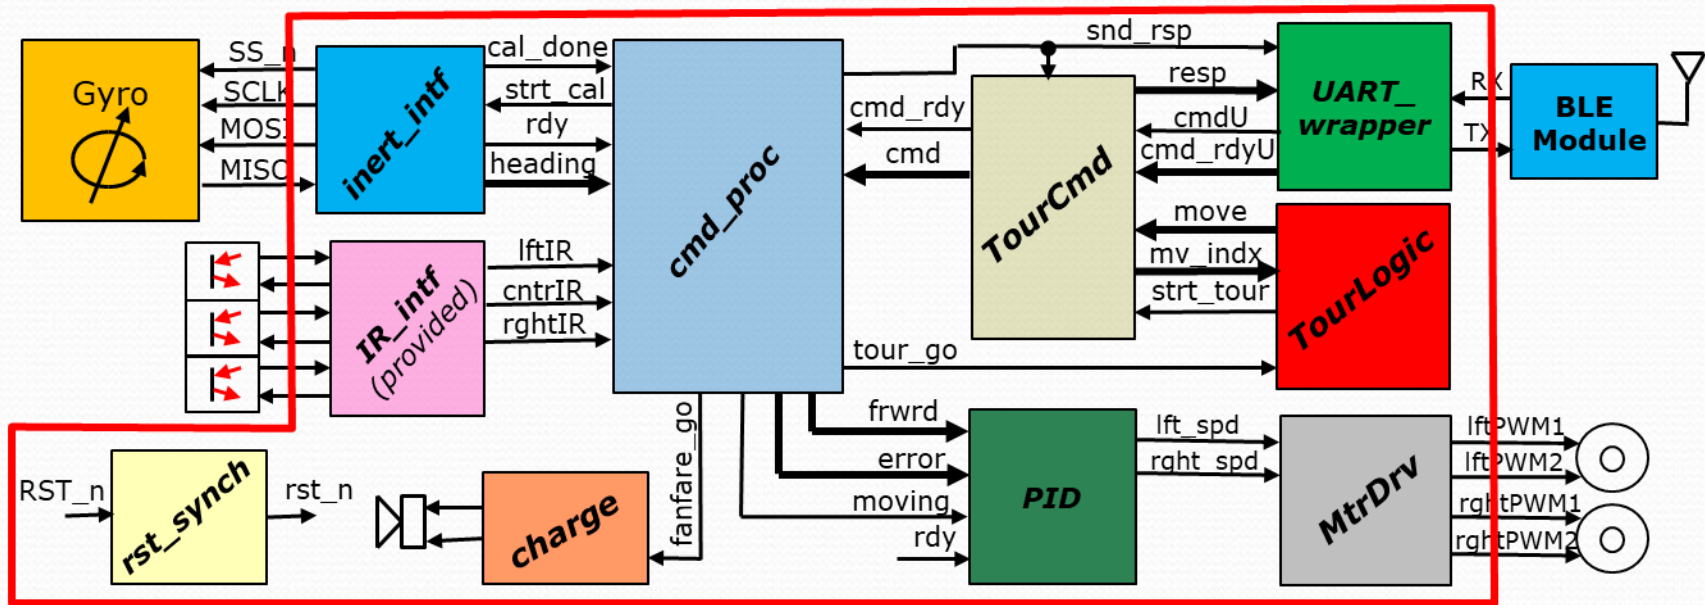 Gyro
SS_n
SCLK
MOSI
MISO
inert_intf
cal_done
strt_cal
rdy
heading
IR_intf
(provided)
lftIR
cntrIR
rghtIR
cmd_proc
snd_rsp
cmd_rdy
cmd
TourCmd
resp
cmdU
cmd_rdyU
UART_
wrapper
RX
TX
BLE
Module
move
mv_indx
strt_tour
TourLogic
tour_go
RST_n
rst_synch
rst_n
charge
fanfare_go
frwrd
error
moving
rdy
PID
lft_spd
rght_spd
MtrDrv
lftPWM1
lftPWM2
rghtPWM1
rghtPWM2